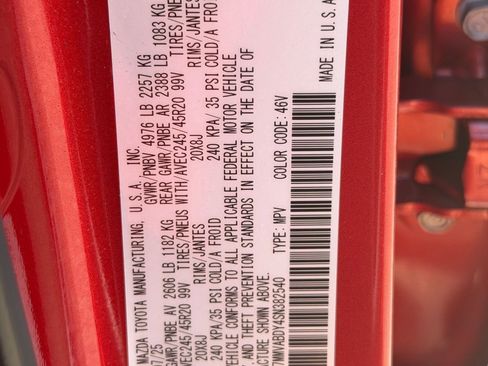 MAZDA TOYOTA MANUFACTURING, U.S.A., INC.
7/25 GVWR/PNBV 4976 LB 2257 KG
GAWR/PNBE AV 2606 LB 1182 KG REAR GAWR/PNBE AR 2388 LB 1083 KG
AVEC245/45R20 99V TIRES/PNEUS WITH/AVEC245/45R20 99V TIRES/PNE
20X8J RIMS/JANTES 20X8J RIMS/JANTES
240 KPA/35 PSI COLD/A FROID 240 KPA/35 PSI COLD/A FROID
VEHICLE CONFORMS TO ALL APPLICABLE FEDERAL MOTOR VEHICLE
AND THEFT PREVENTION STANDARDS IN EFFECT ON THE DATE OF
ABOVE.
7MMVABDY4SN382540 TYPE: MPV COLOR CODE: 46V
MADE IN U.S.A